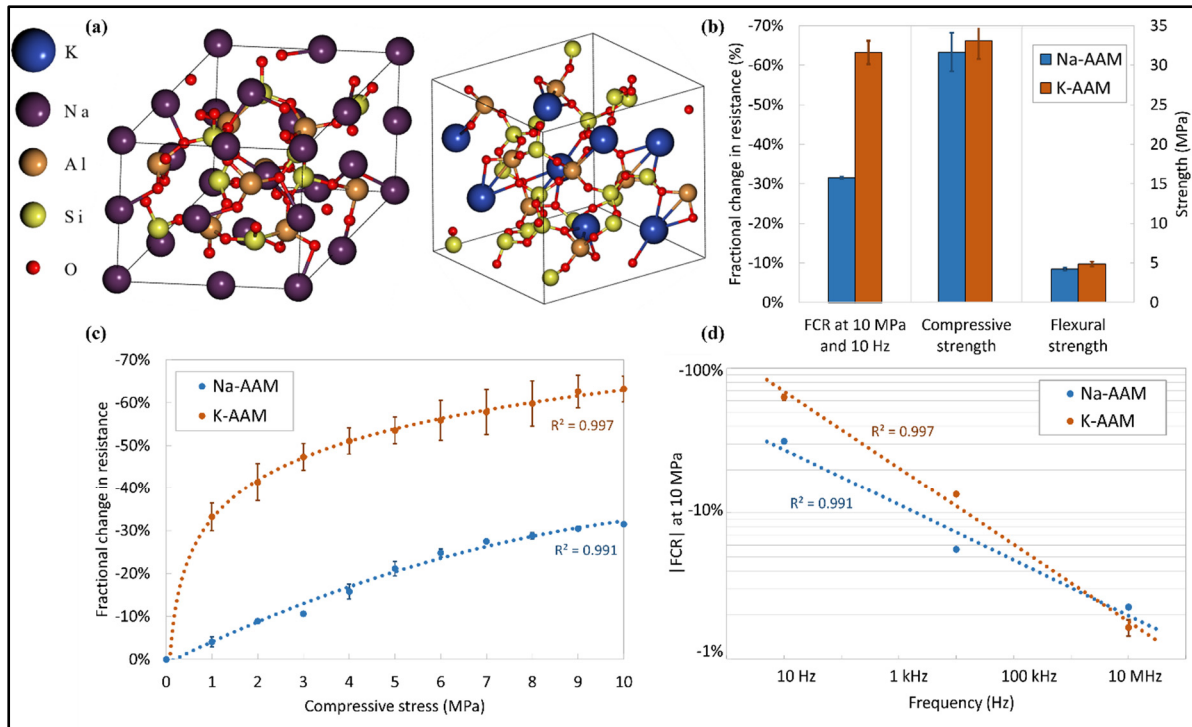 (a)
K
Na
Al
Si
O
(b)
-70%
-60%
-50%
-40%
-30%
-20%
-10%
0%
Fractional change in resistance (%)
35
30
25
20
15
10
5
0
Strength (MPa)
Na-AAM
K-AAM
FCR at 10 MPa
and 10 Hz
Compressive
strength
Flexural
strength
(c)
-70%
-60%
-50%
-40%
-30%
-20%
-10%
0%
Fractional change in resistance
Na-AAM
K-AAM
R² = 0.997
R² = 0.991
0 1 2 3 4 5 6 7 8 9 10
Compressive stress (MPa)
(d)
-100%
-10%
-1%
|FCR| at 10 MPa
Na-AAM
K-AAM
R² = 0.997
R² = 0.991
10 Hz 1 kHz 100 kHz 10 MHz
Frequency (Hz)